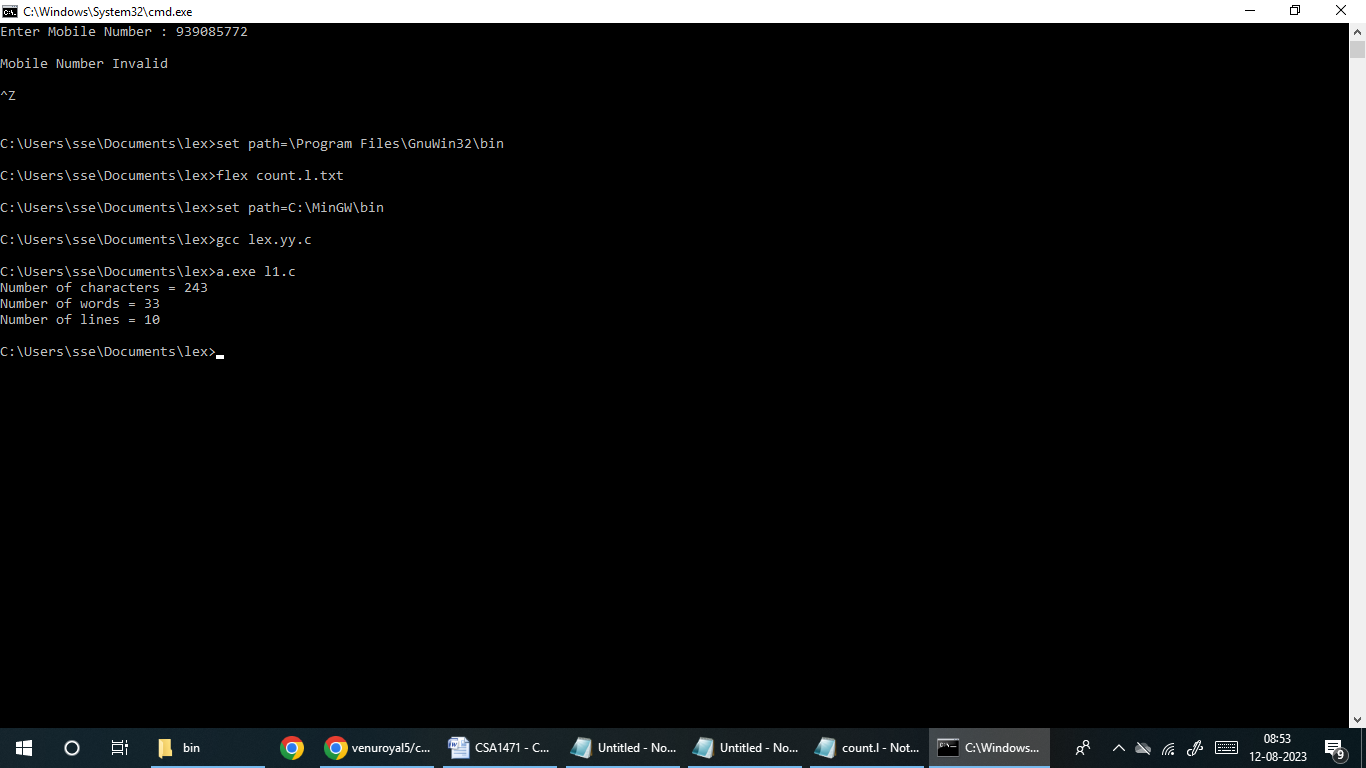 C:\Windows\System32\cmd.exe
Enter Mobile Number : 939085772
Mobile Number Invalid
^Z
C:\Users\sse\Documents\lex>set path=\Program Files\GnuWin32\bin
C:\Users\sse\Documents\lex>flex count.l.txt
C:\Users\sse\Documents\lex>set path=C:\MinGW\bin
C:\Users\sse\Documents\lex>gcc lex.yy.c
C:\Users\sse\Documents\lex>a.exe l1.c
Number of characters = 243
Number of words = 33
Number of lines = 10
C:\Users\sse\Documents\lex>
bin
venuroyal5/c...
CSA1471 - C...
Untitled - No...
Untitled - No...
count.l - Not...
C:\Windows...
08:53
12-08-2023
9